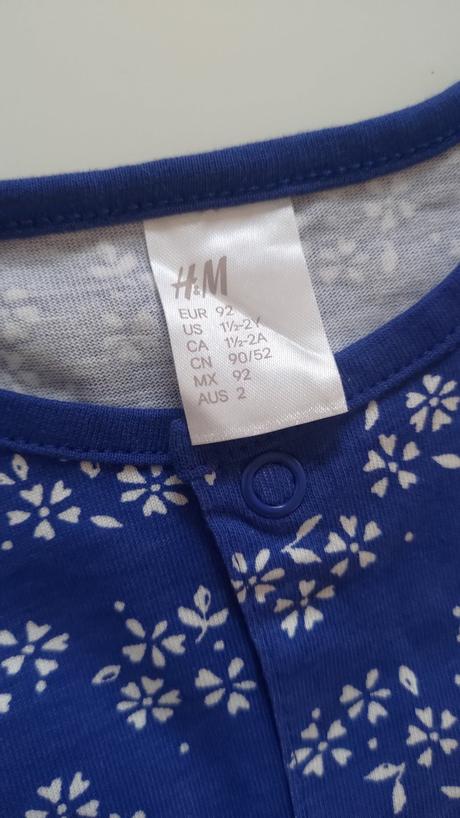 H&M
EUR 92
US 1½-2Y
CA 1½-2A
CN 90/52
MX 92
AUS 2